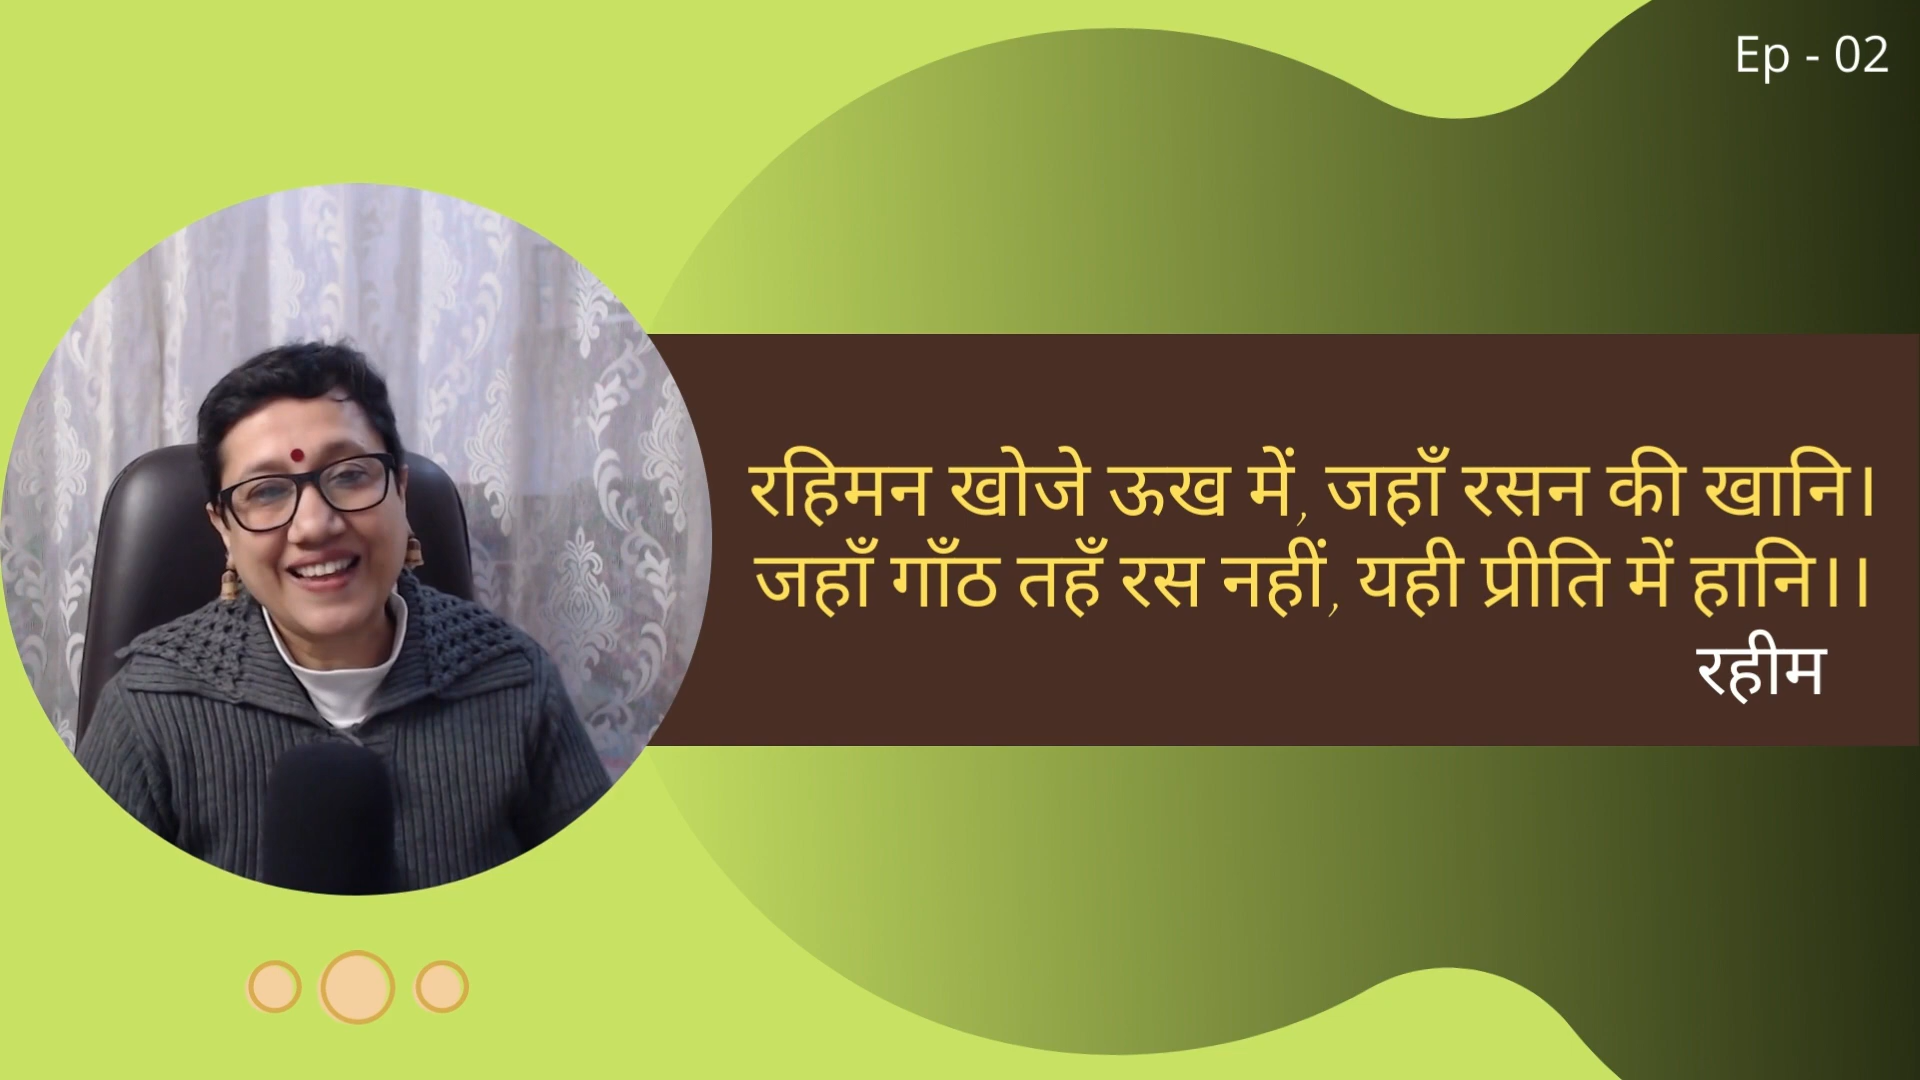 Ep - 02
रहिमन खोजे ऊख में, जहाँ रसन की खानि।
जहाँ गाँठ तहँ रस नहीं, यही प्रीति में हानि।।
रहीम